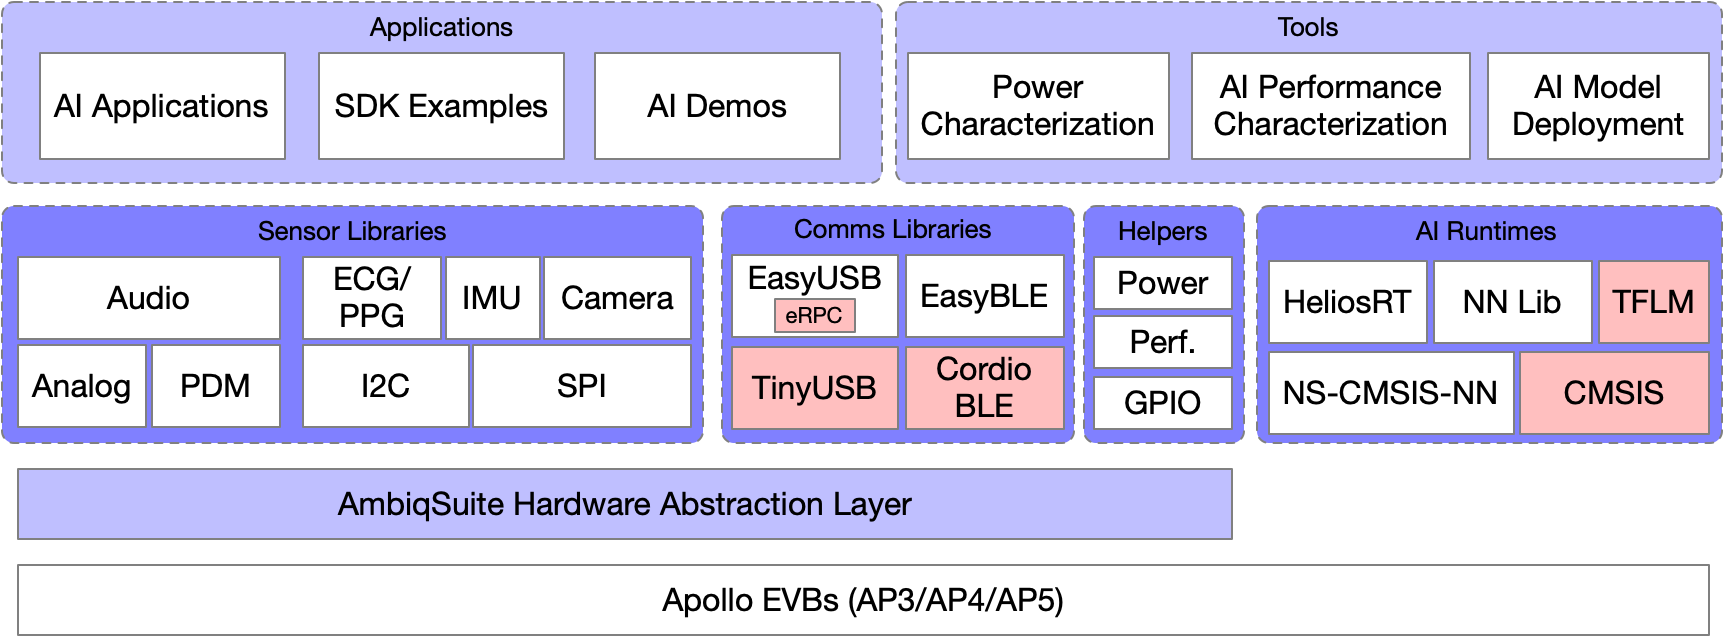 Applications
AI Applications
SDK Examples
AI Demos
Tools
Power
Characterization
AI Performance
Characterization
AI Model
Deployment
Sensor Libraries
Audio
ECG/
PPG
IMU
Camera
Analog
PDM
I2C
SPI
Comms Libraries
EasyUSB
eRPC
EasyBLE
TinyUSB
Cordio
BLE
Helpers
Power
Perf.
GPIO
AI Runtimes
HeliosRT
NN Lib
TFLM
NS-CMSIS-NN
CMSIS
AmbiqSuite Hardware Abstraction Layer
Apollo EVBs (AP3/AP4/AP5)